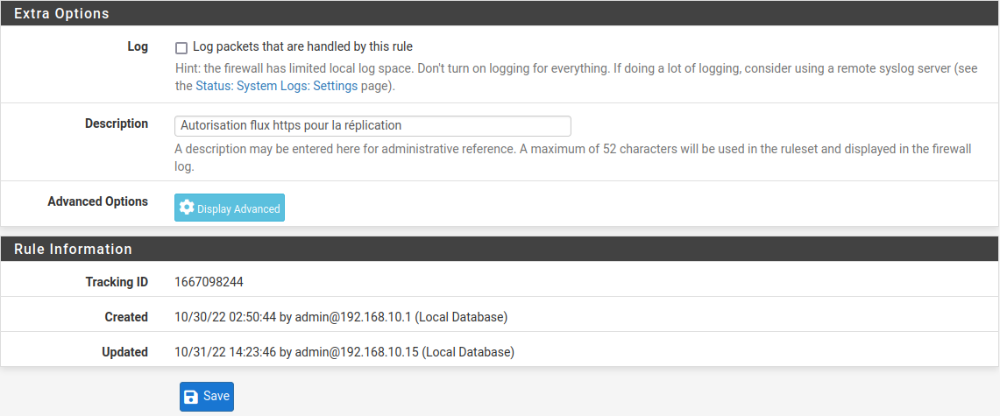 Extra Options
Log
Log packets that are handled by this rule
Hint: the firewall has limited local log space. Don't turn on logging for everything. If doing a lot of logging, consider using a remote syslog server (see
the Status: System Logs: Settings page).
Description
Autorisation flux https pour la réplication
A description may be entered here for administrative reference. A maximum of 52 characters will be used in the ruleset and displayed in the firewall
log.
Advanced Options
Display Advanced
Rule Information
Tracking ID
1667098244
Created
10/30/22 02:50:44 by admin@192.168.10.1 (Local Database)
Updated
10/31/22 14:23:46 by admin@192.168.10.15 (Local Database)
Save